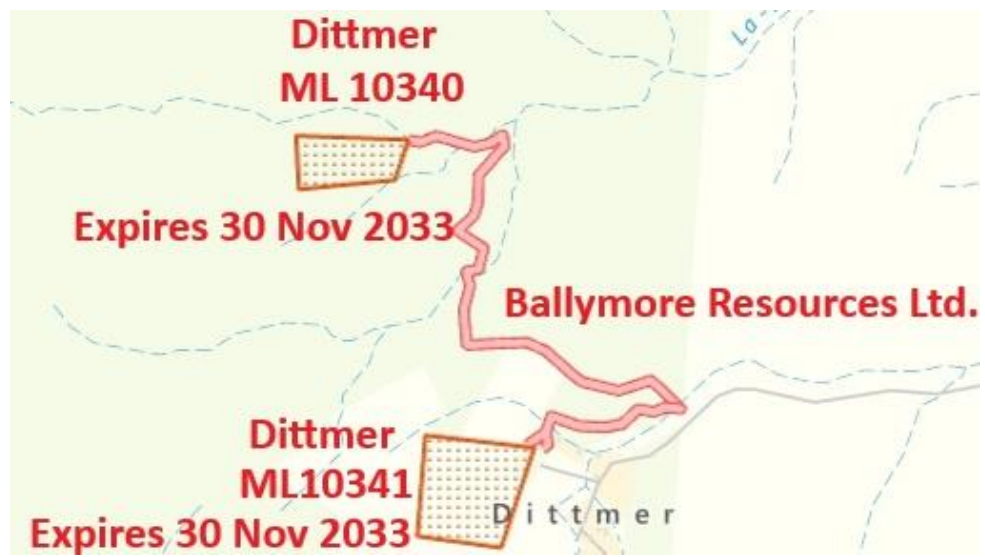 Dittmer
ML 10340
Expires 30 Nov 2033
Ballymore Resources Ltd.
Dittmer
ML10341
Expires 30 Nov 2033
Dittmer